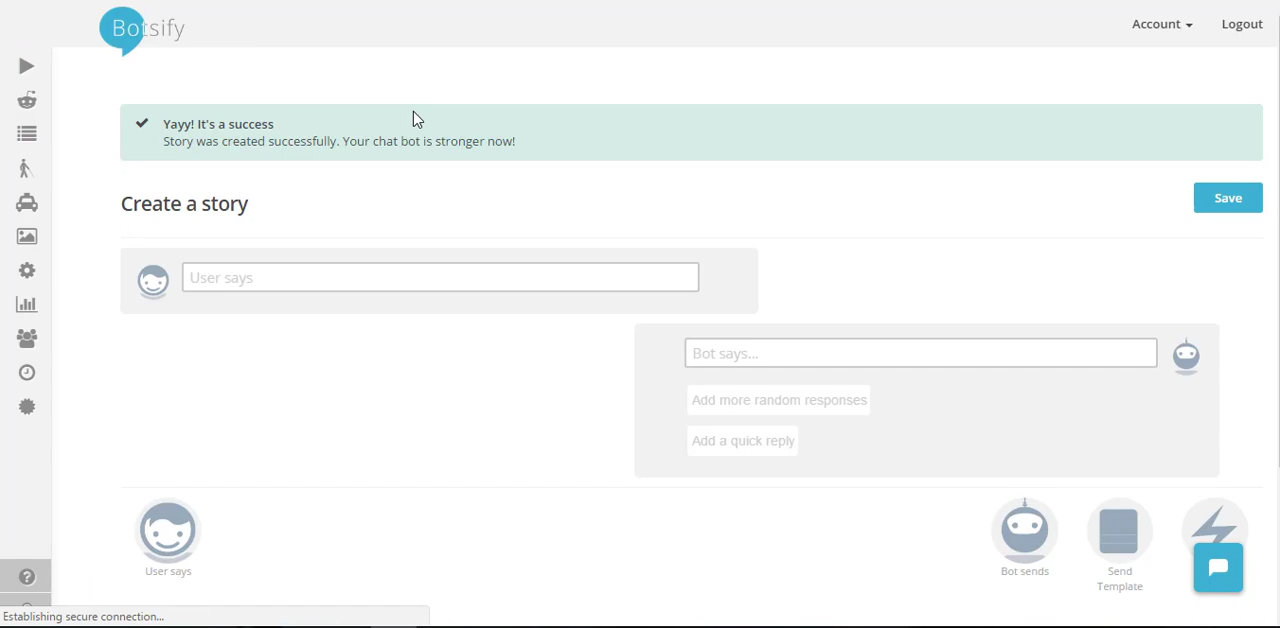 Botsify
Account
Logout
Yayy! It's a success
Story was created successfully. Your chat bot is stronger now!
Create a story
Save
User says
Bot says...
Add more random responses
Add a quick reply
User says
Bot sends
Send
Template
Establishing secure connection...